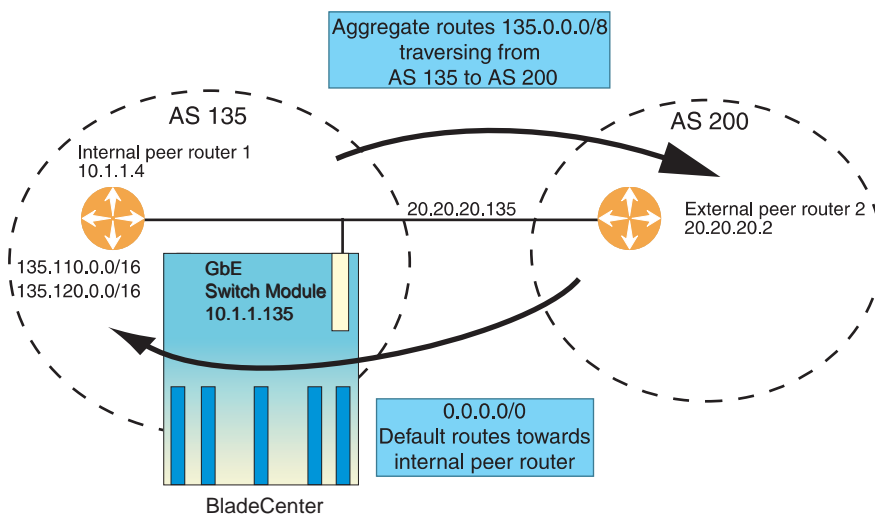 Aggregate routes 135.0.0.0/8
traversing from
AS 135 to AS 200
AS 135
AS 200
Internal peer router 1
10.1.1.4
20.20.20.135
External peer router 2
20.20.20.2
135.110.0.0/16
135.120.0.0/16
GbE
Switch Module
10.1.1.135
0.0.0.0/0
Default routes towards
internal peer router
BladeCenter